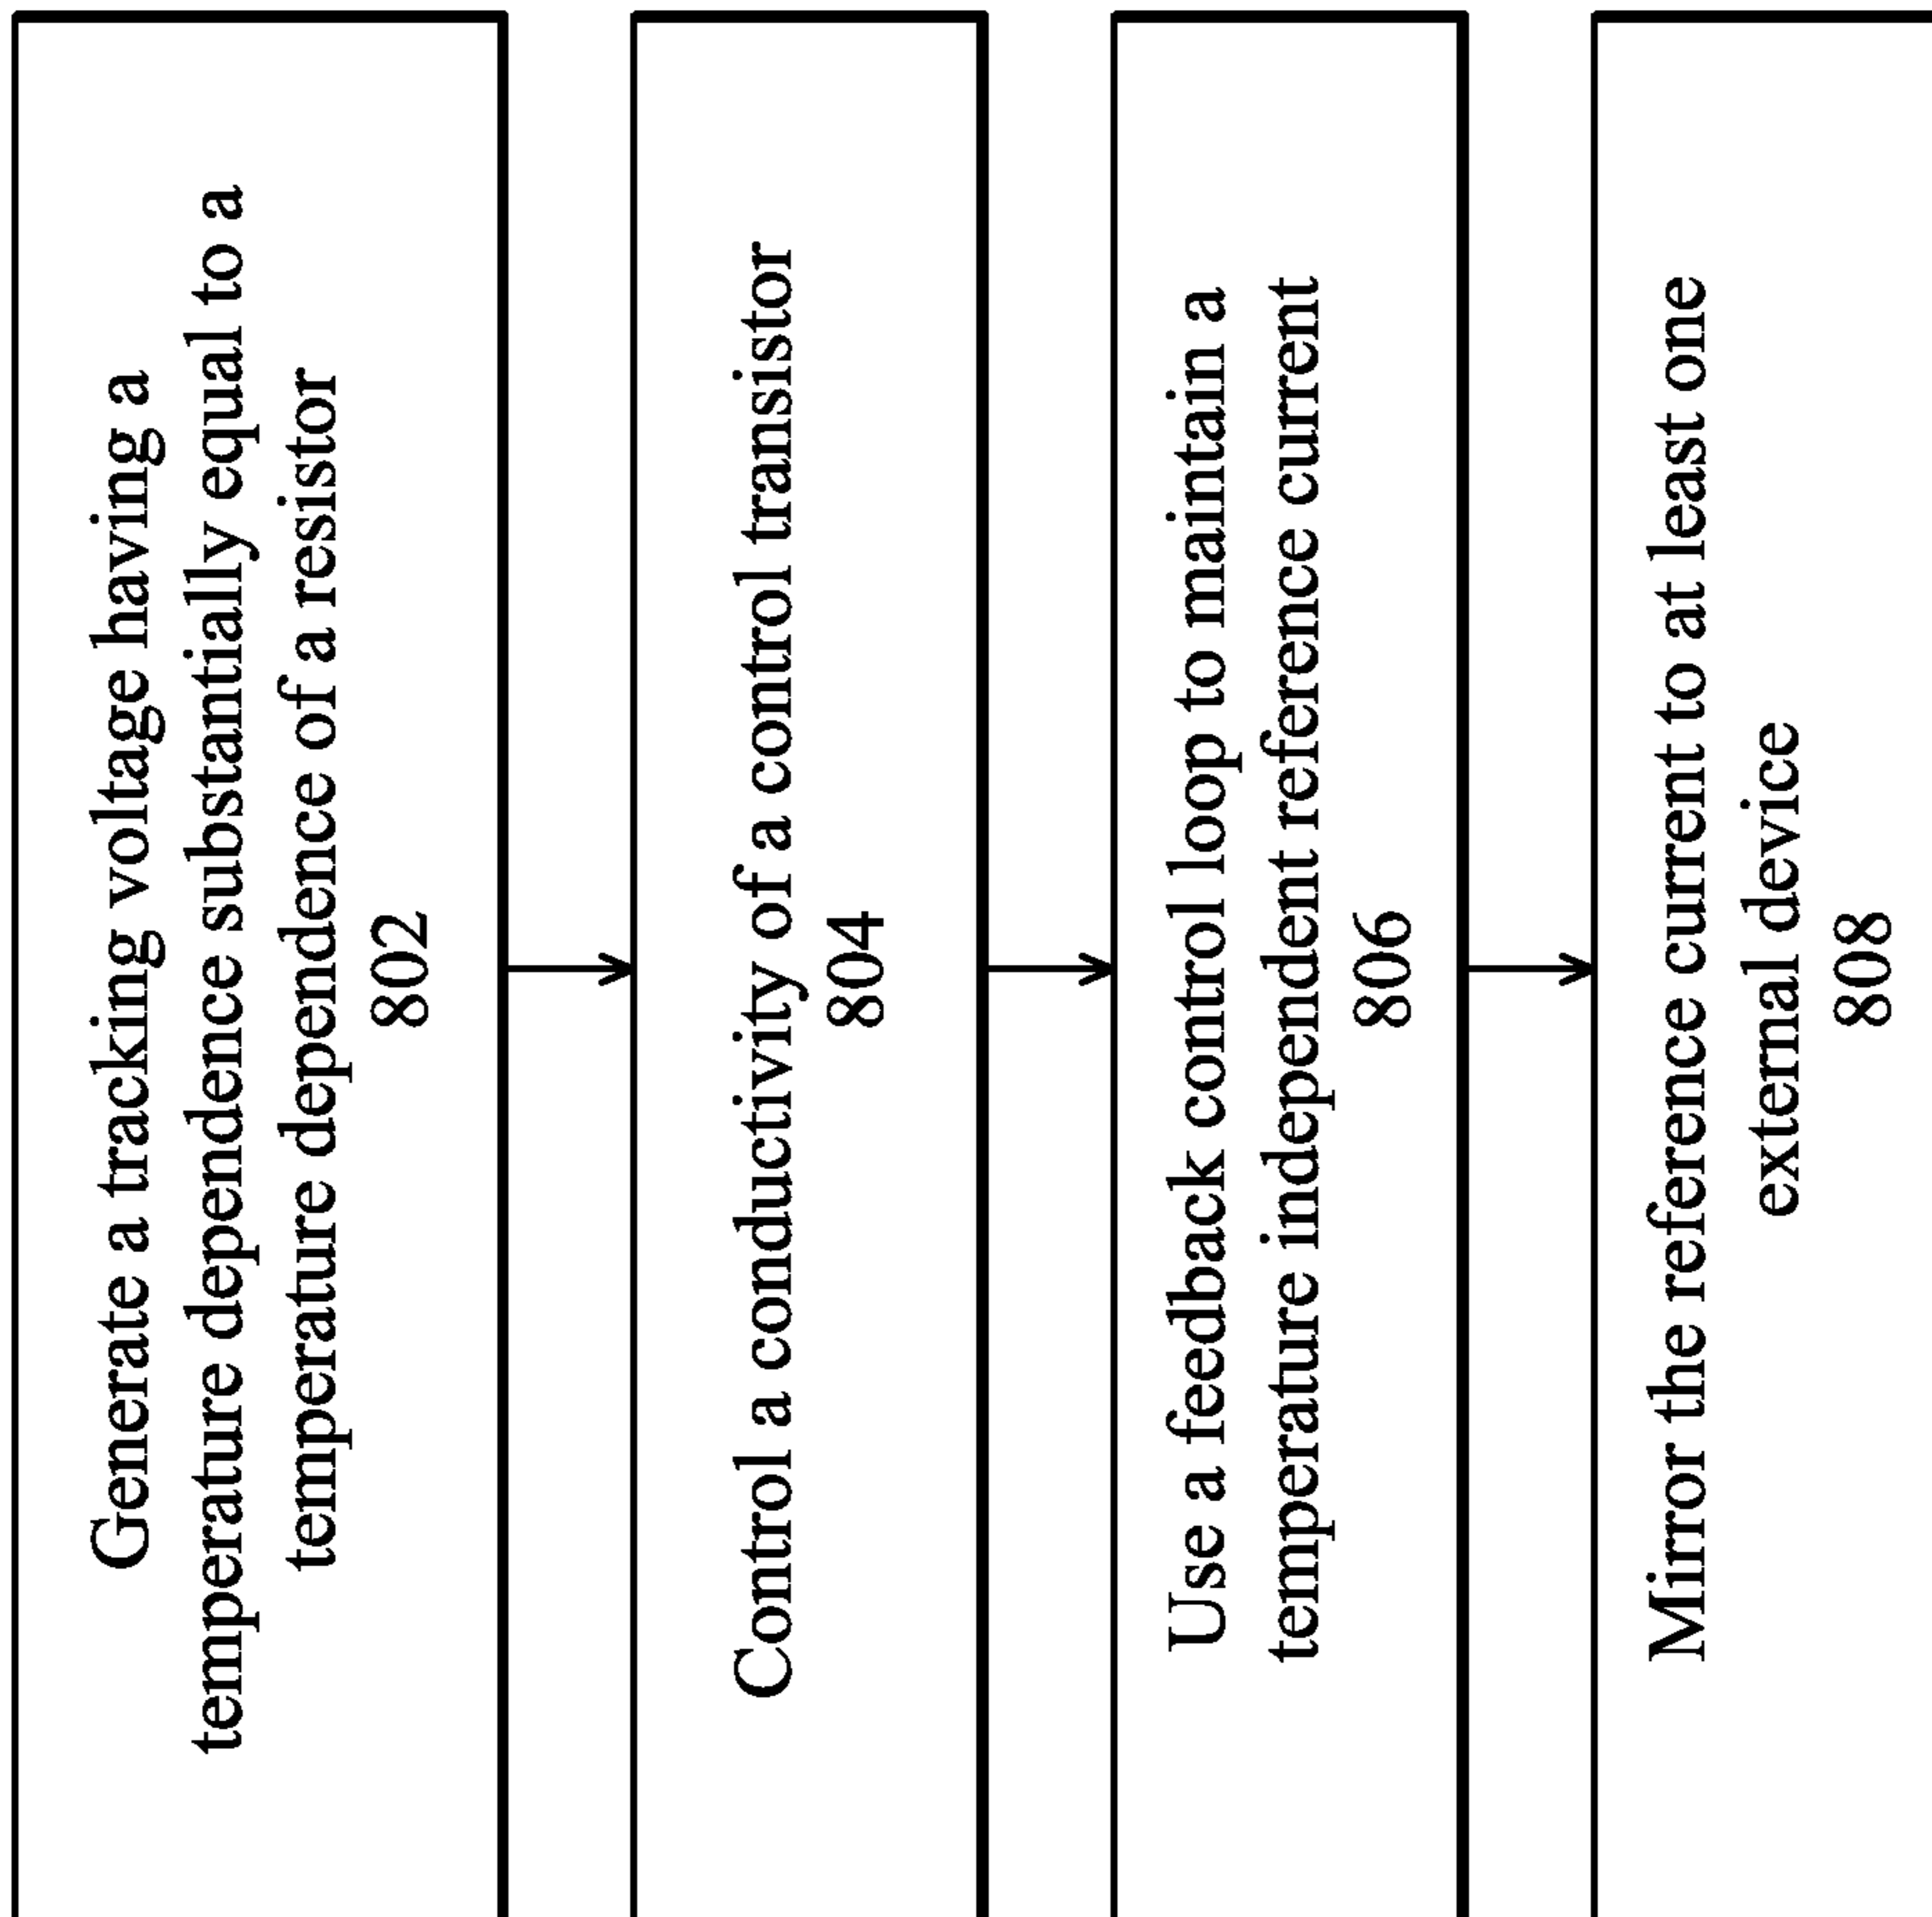 Generate a tracking voltage having a
temperature dependence substantially equal to a
temperature dependence of a resistor
802
Control a conductivity of a control transistor
804
Use a feedback control loop to maintain a
temperature independent reference current
806
Mirror the reference current to at least one
external device
808